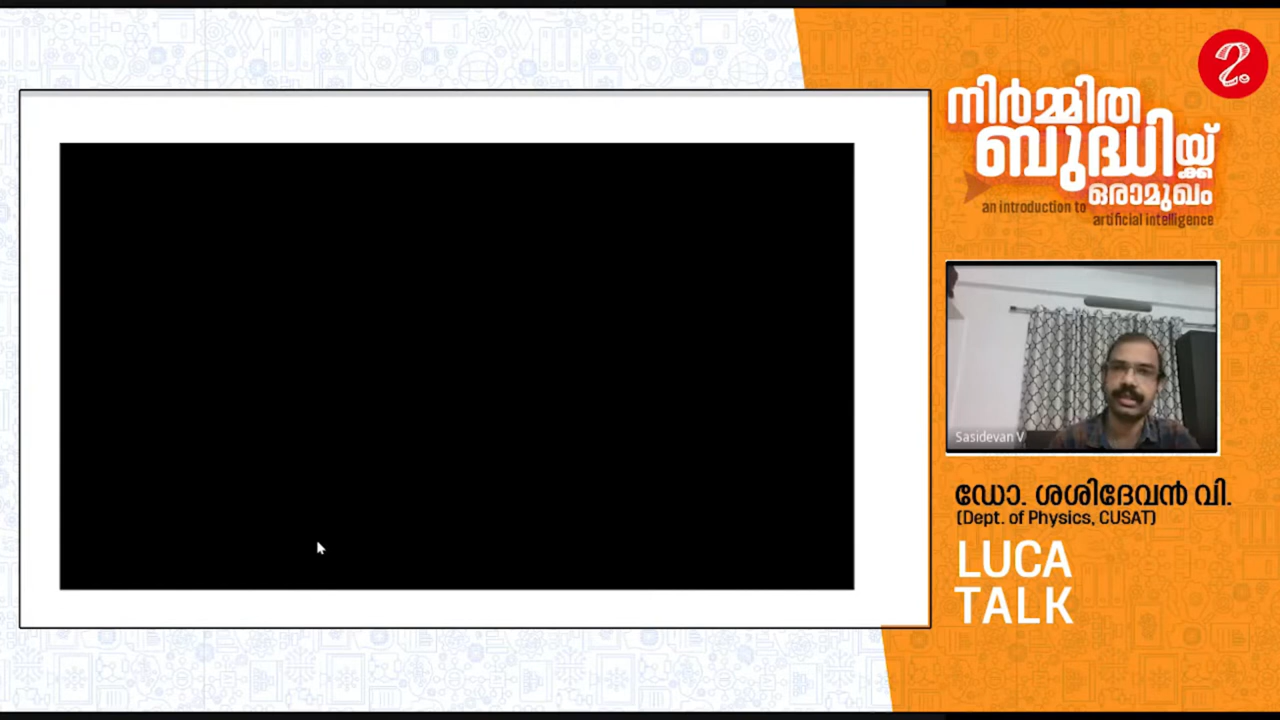 നിർമ്മിത
ബുദ്ധിയ്ക്ക്
ഒരാമുഖം
an introduction to
artificial intelligence
Sasidevan V
ഡോ. ശശിദേവൻ വി.
(Dept. of Physics, CUSAT)
LUCA
TALK